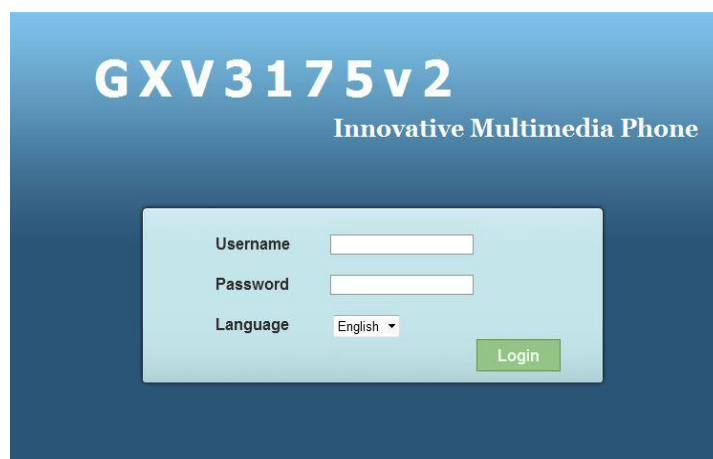 GXV3175v2
Innovative Multimedia Phone
Username
Password
Language English
Login